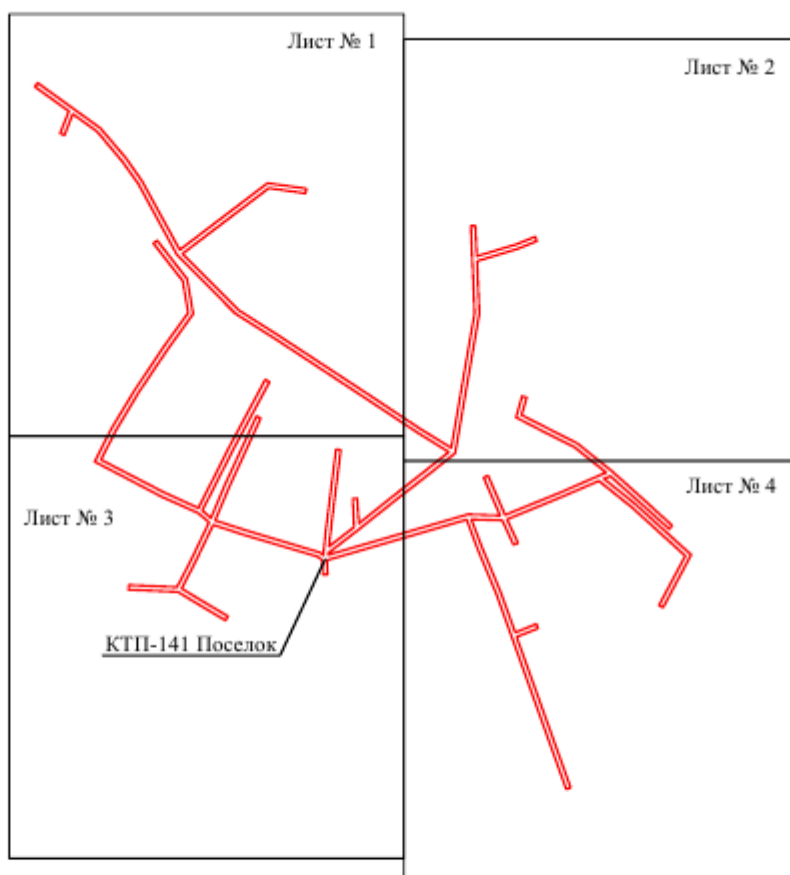 Лист № 1
Лист № 2
Лист № 3
Лист № 4
КТП-141 Поселок